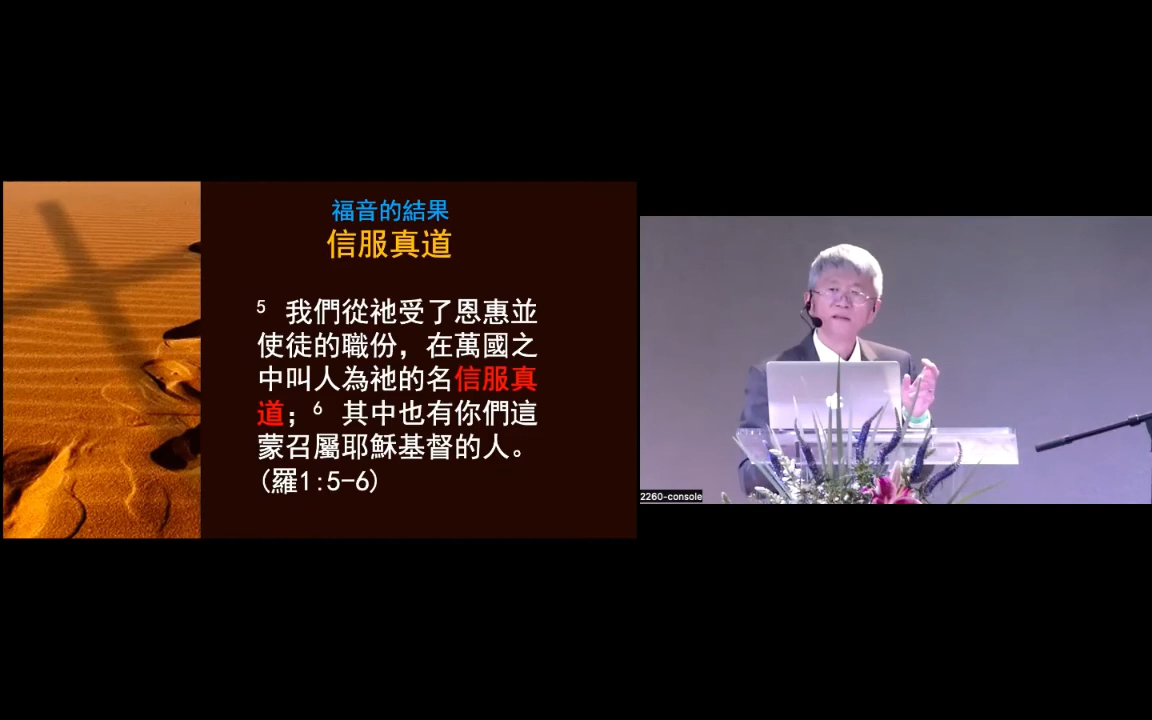 福音的結果
信服真道
5 我們從祂受了恩惠並
使徒的職份，在萬國之
中叫人為祂的名信服真
道；6 其中也有你們這
蒙召屬耶穌基督的人。
(羅1:5-6)
2260-console